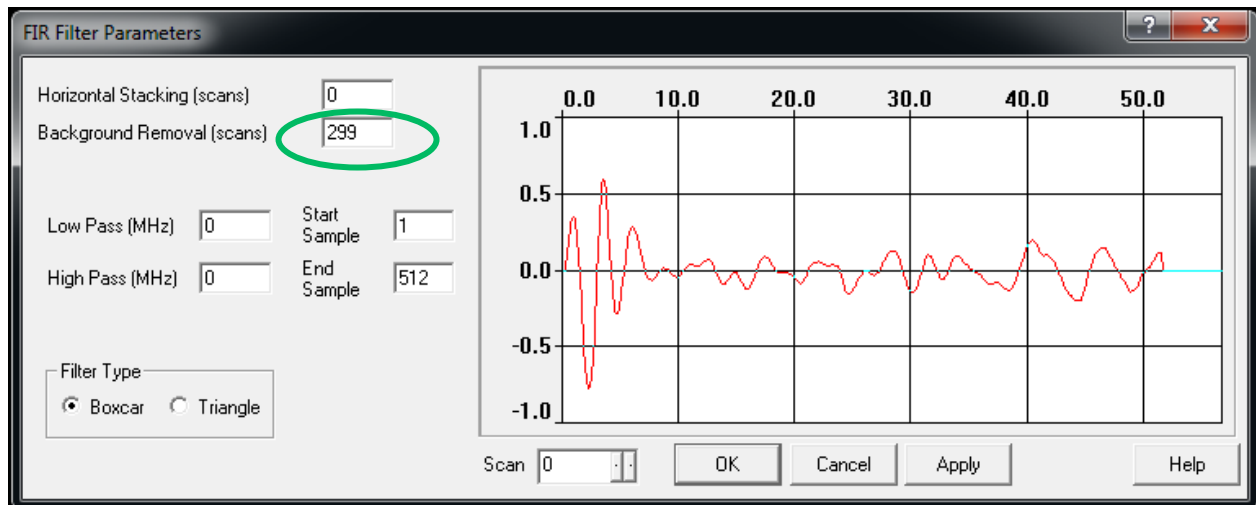 FIR Filter Parameters
?
X
Horizontal Stacking (scans) 0
Background Removal (scans) 299
Low Pass (MHz) 0
Start Sample 1
High Pass (MHz) 0
End Sample 512
Filter Type
Boxcar Triangle
0.0 10.0 20.0 30.0 40.0 50.0
1.0
0.5
0.0
-0.5
-1.0
Scan 0 OK Cancel Apply Help